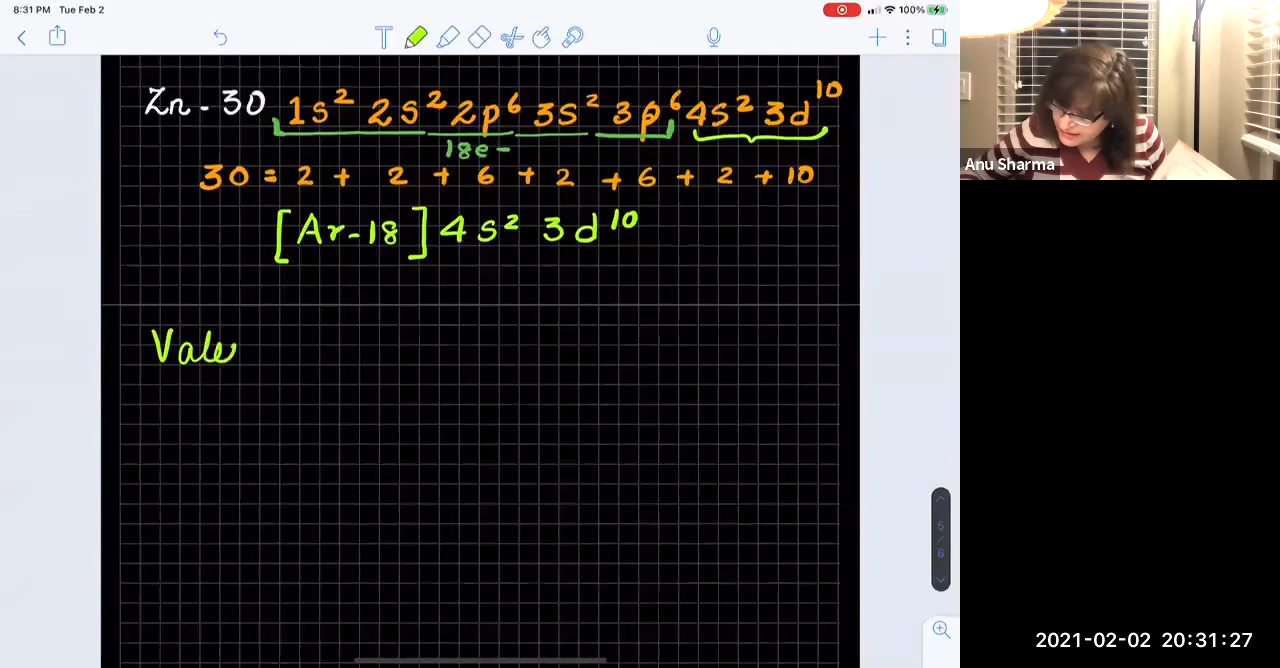 8:31 PM Tue Feb 2
100%
T
Zn - 30 1s² 2s² 2p⁶ 3s² 3p⁶ 4s² 3d¹⁰
18e -
30 = 2 + 2 + 6 + 2 + 6 + 2 + 10
[Ar-18] 4s² 3d¹⁰
Vale
5
/
6
Anu Sharma
2021-02-02 20:31:27